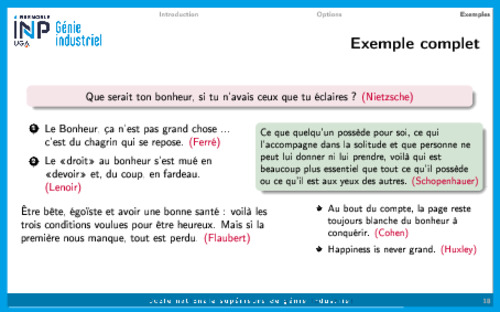 Introduction
Options
Exemples
GRENOBLE
INP
UGA
Génie
industriel
Exemple complet
Que serait ton bonheur, si tu n'avais ceux que tu éclaires ? (Nietzsche)
1 Le Bonheur, ça n'est pas grand chose ...
c'est du chagrin qui se repose. (Ferré)
2 Le «droit» au bonheur s'est mué en
«devoir» et, du coup, en fardeau.
(Lenoir)
Être bête, égoïste et avoir une bonne santé : voilà les
trois conditions voulues pour être heureux. Mais si la
première nous manque, tout est perdu. (Flaubert)
Ce que quelqu'un possède pour soi, ce qui
l'accompagne dans la solitude et que personne ne
peut lui donner ni lui prendre, voilà qui est
beaucoup plus essentiel que tout ce qu'il possède
ou ce qu'il est aux yeux des autres. (Schopenhauer)
Au bout du compte, la page reste
toujours blanche du bonheur à
conquérir. (Cohen)
Happiness is never grand. (Huxley)
École nationale supérieure de génie industriel